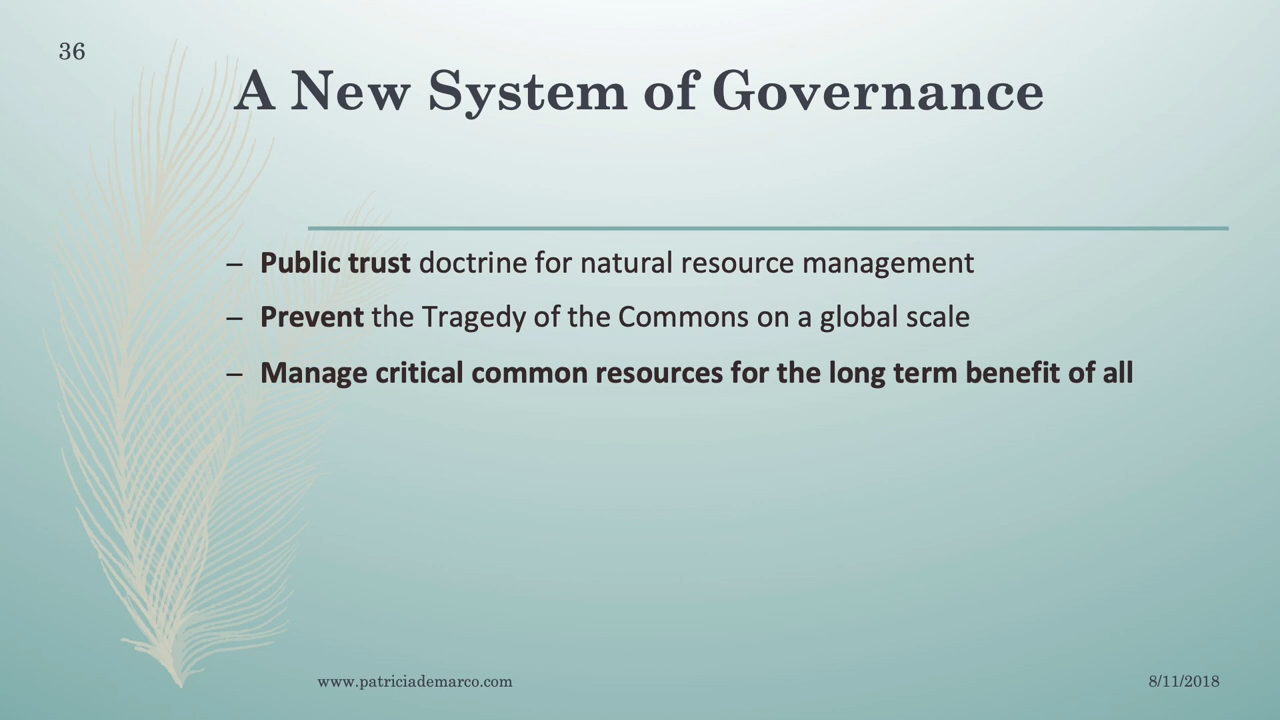 36
A New System of Governance
– Public trust doctrine for natural resource management
– Prevent the Tragedy of the Commons on a global scale
– Manage critical common resources for the long term benefit of all
www.patriciademarco.com
8/11/2018